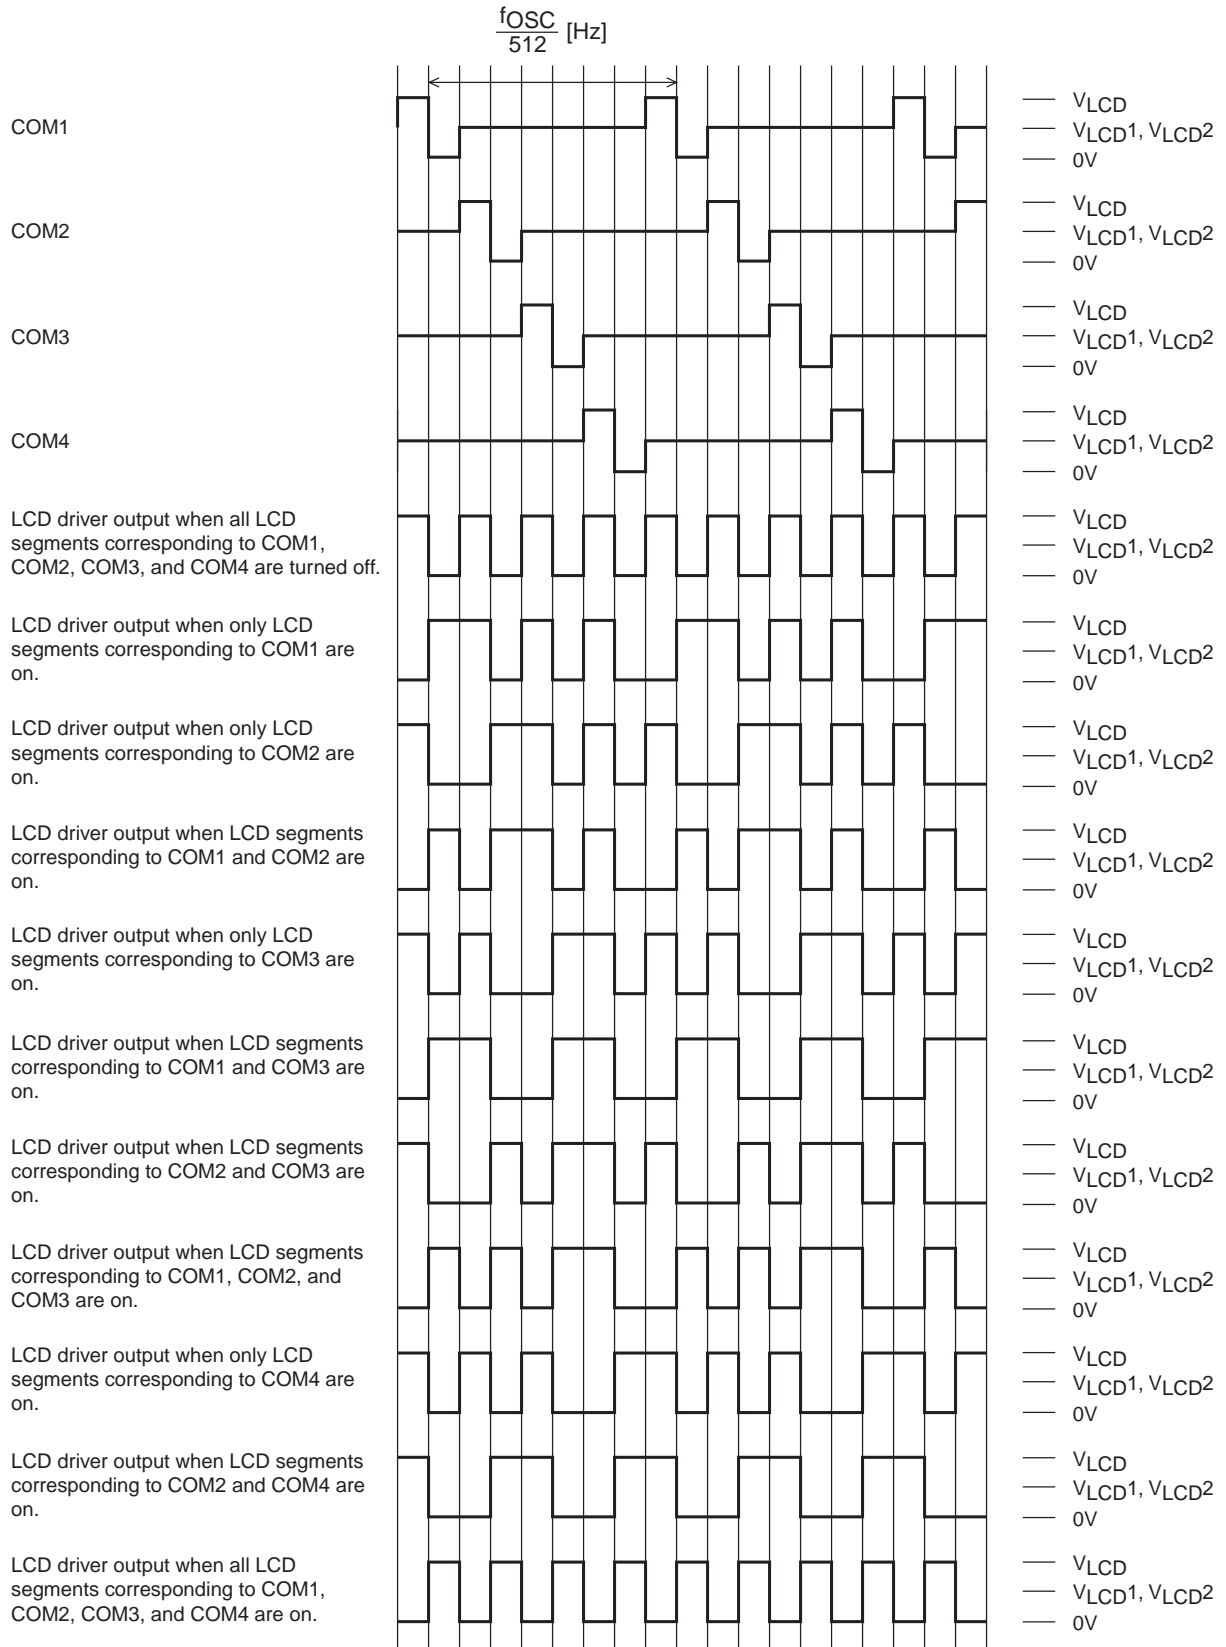 fOSC
512 [Hz]
COM1
VLCD
VLCD1, VLCD2
0V
COM2
VLCD
VLCD1, VLCD2
0V
COM3
VLCD
VLCD1, VLCD2
0V
COM4
VLCD
VLCD1, VLCD2
0V
LCD driver output when all LCD
segments corresponding to COM1,
COM2, COM3, and COM4 are turned off.
VLCD
VLCD1, VLCD2
0V
LCD driver output when only LCD
segments corresponding to COM1 are
on.
VLCD
VLCD1, VLCD2
0V
LCD driver output when only LCD
segments corresponding to COM2 are
on.
VLCD
VLCD1, VLCD2
0V
LCD driver output when LCD segments
corresponding to COM1 and COM2 are
on.
VLCD
VLCD1, VLCD2
0V
LCD driver output when only LCD
segments corresponding to COM3 are
on.
VLCD
VLCD1, VLCD2
0V
LCD driver output when LCD segments
corresponding to COM1 and COM3 are
on.
VLCD
VLCD1, VLCD2
0V
LCD driver output when LCD segments
corresponding to COM2 and COM3 are
on.
VLCD
VLCD1, VLCD2
0V
LCD driver output when LCD segments
corresponding to COM1, COM2, and
COM3 are on.
VLCD
VLCD1, VLCD2
0V
LCD driver output when only LCD
segments corresponding to COM4 are
on.
VLCD
VLCD1, VLCD2
0V
LCD driver output when LCD segments
corresponding to COM2 and COM4 are
on.
VLCD
VLCD1, VLCD2
0V
LCD driver output when all LCD
segments corresponding to COM1,
COM2, COM3, and COM4 are on.
VLCD
VLCD1, VLCD2
0V